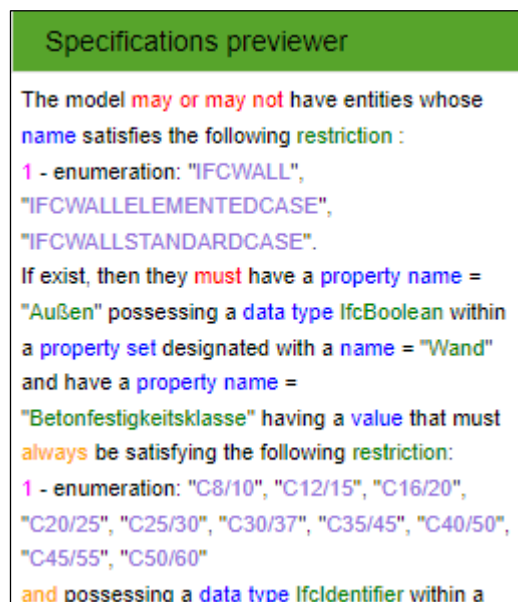 Specifications previewer
The model may or may not have entities whose
name satisfies the following restriction :
1 - enumeration: "IFCWALL",
"IFCWALLELEMENTEDCASE",
"IFCWALLSTANDARDCASE".
If exist, then they must have a property name =
"Außen" possessing a data type IfcBoolean within
a property set designated with a name = "Wand"
and have a property name =
"Betonfestigkeitsklasse" having a value that must
always be satisfying the following restriction:
1 - enumeration: "C8/10", "C12/15", "C16/20",
"C20/25", "C25/30", "C30/37", "C35/45", "C40/50",
"C45/55", "C50/60"
and possessing a data type IfcIdentifier within a